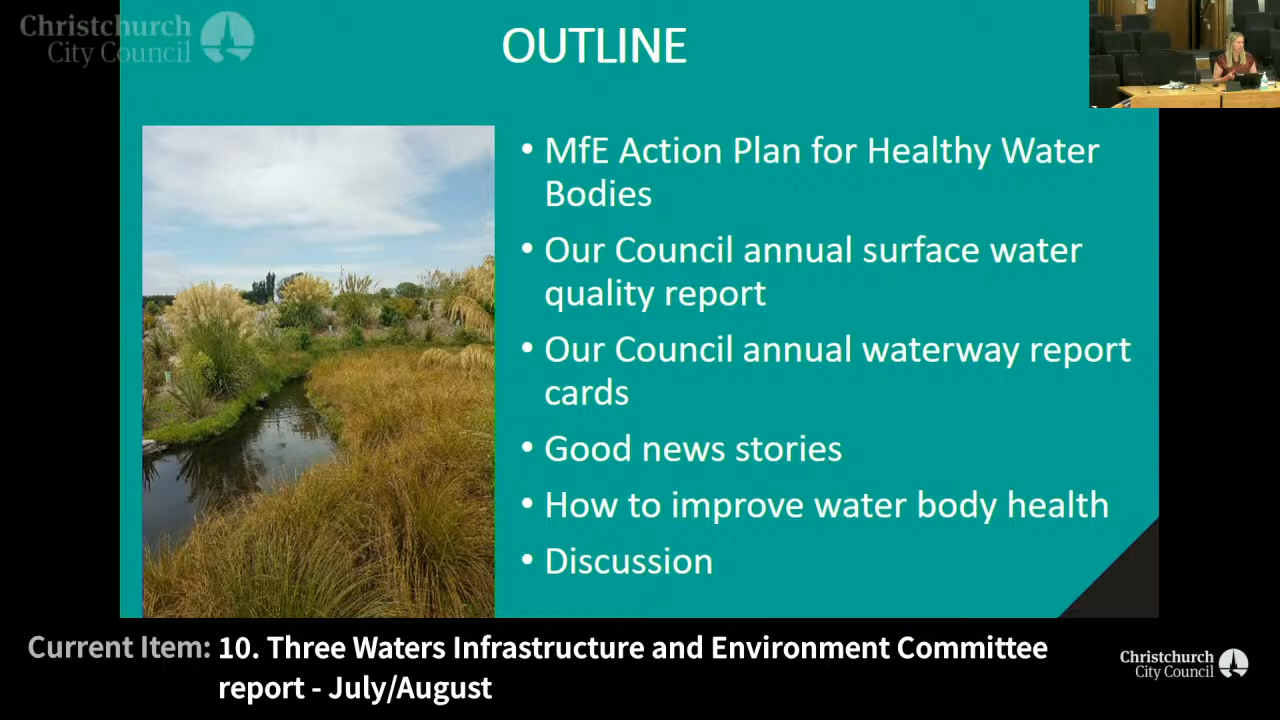 Christchurch
City Council
OUTLINE
• MfE Action Plan for Healthy Water
Bodies
• Our Council annual surface water
quality report
• Our Council annual waterway report
cards
• Good news stories
• How to improve water body health
• Discussion
Current Item: 10. Three Waters Infrastructure and Environment Committee
report - July/August
Christchurch
City Council